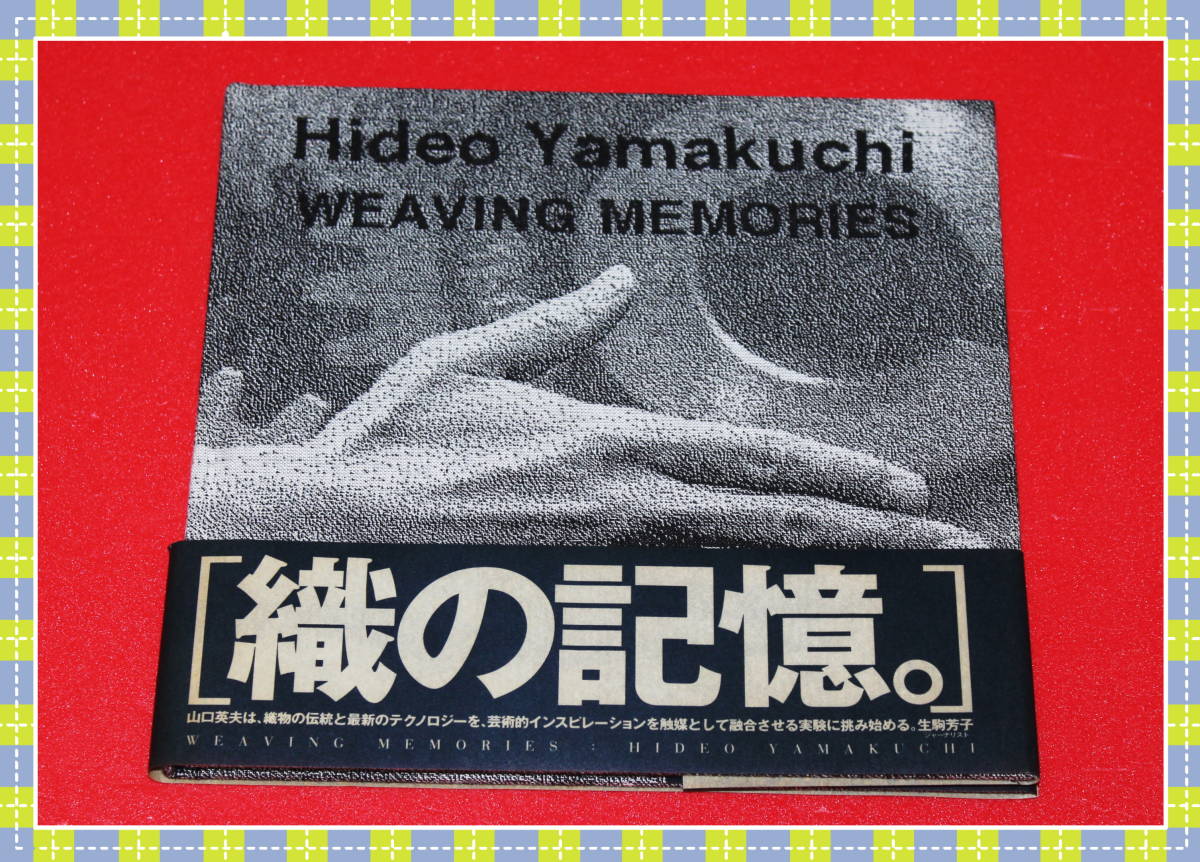 Hideo Yamakuchi
WEAVING MEMORIES
[織の記憶。]
山口英夫は、織物の伝統と最新のテクノロジーを、芸術的インスピレーションを触媒として融合させる実験に挑み始める。生駒芳子
ジャーナリスト
WEAVING MEMORIES : HIDEO YAMAKUCHI